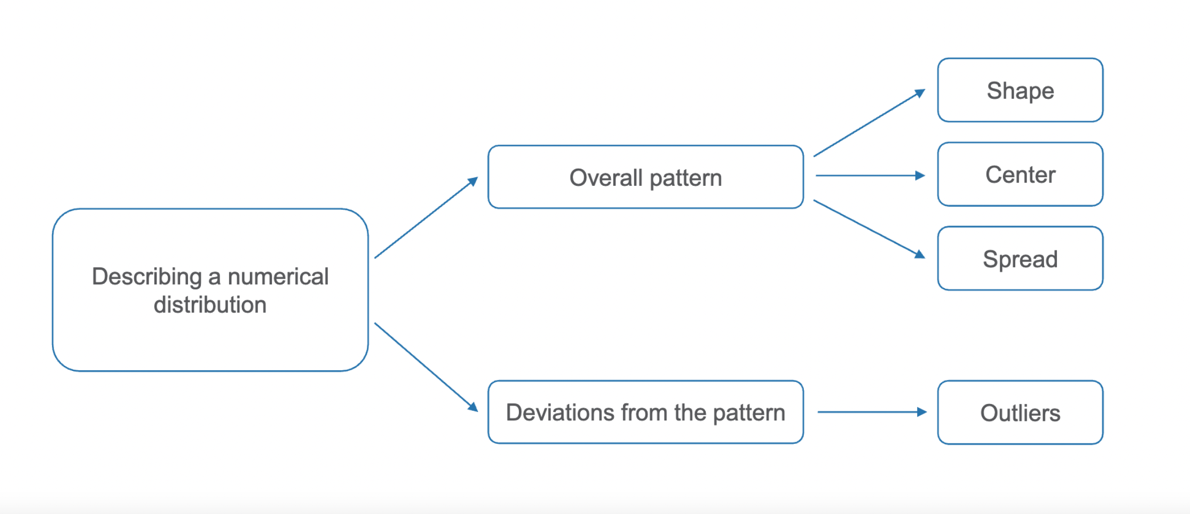 Describing a numerical
distribution
Overall pattern
Shape
Center
Spread
Deviations from the pattern
Outliers